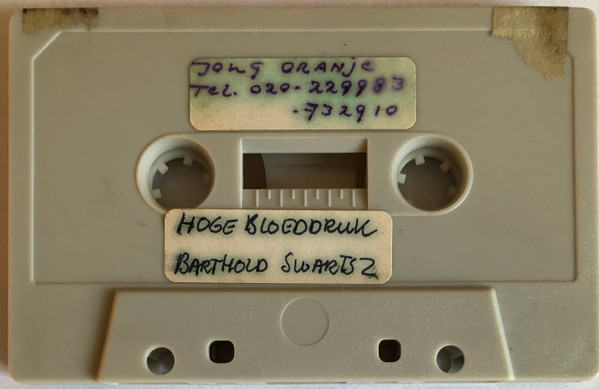 JONG ORANJE
Tel. 020-229983
-732910
HOGE BLOEDDRUK
BARTHOLD SWARTSZ